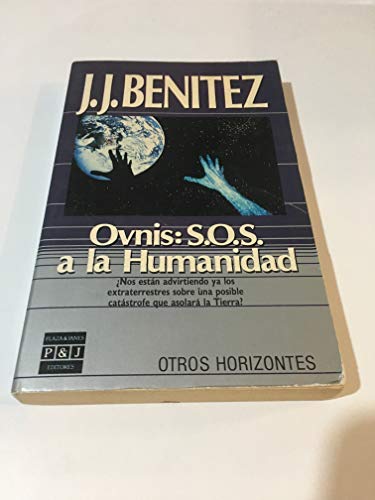 J.J. BENITEZ
Ovnis: S.O.S.
a la Humanidad
¿Nos están advirtiendo ya los
extraterrestres sobre una posible
catástrofe que asolará la Tierra?
PLAZA & JANES
P&J
EDITORES
OTROS HORIZONTES